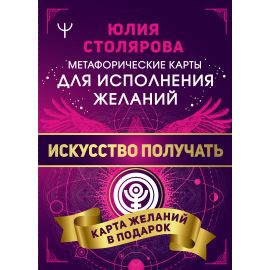 ЮЛИЯ
СТОЛЯРОВА
МЕТАФОРИЧЕСКИЕ КАРТЫ
ДЛЯ ИСПОЛНЕНИЯ
ЖЕЛАНИЙ
ИСКУССТВО ПОЛУЧАТЬ
КАРТА ЖЕЛАНИЙ
В ПОДАРОК